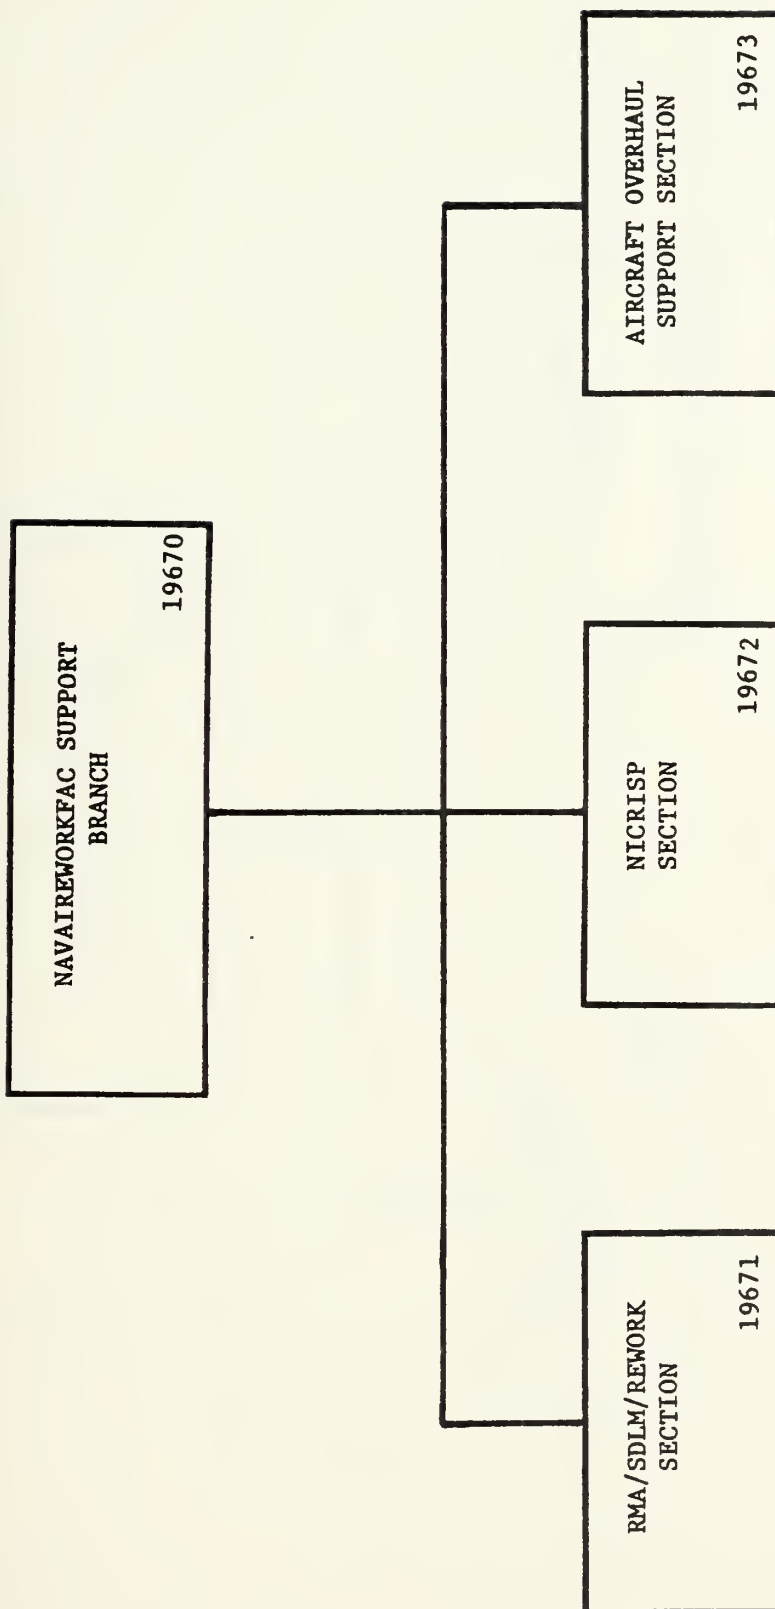 NAVAIREWORKFAC SUPPORT
BRANCH
19670
RMA/SDLM/REWORK
SECTION
19671
NICRISP
SECTION
19672
AIRCRAFT OVERHAUL
SUPPORT SECTION
19673